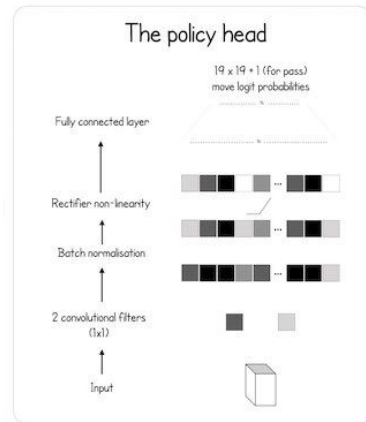 The policy head
19 x 19 + 1 (for pass)
move logit probabilities
Fully connected layer
Rectifier non-linearity
Batch normalisation
2 convolutional filters
(1x1)
Input